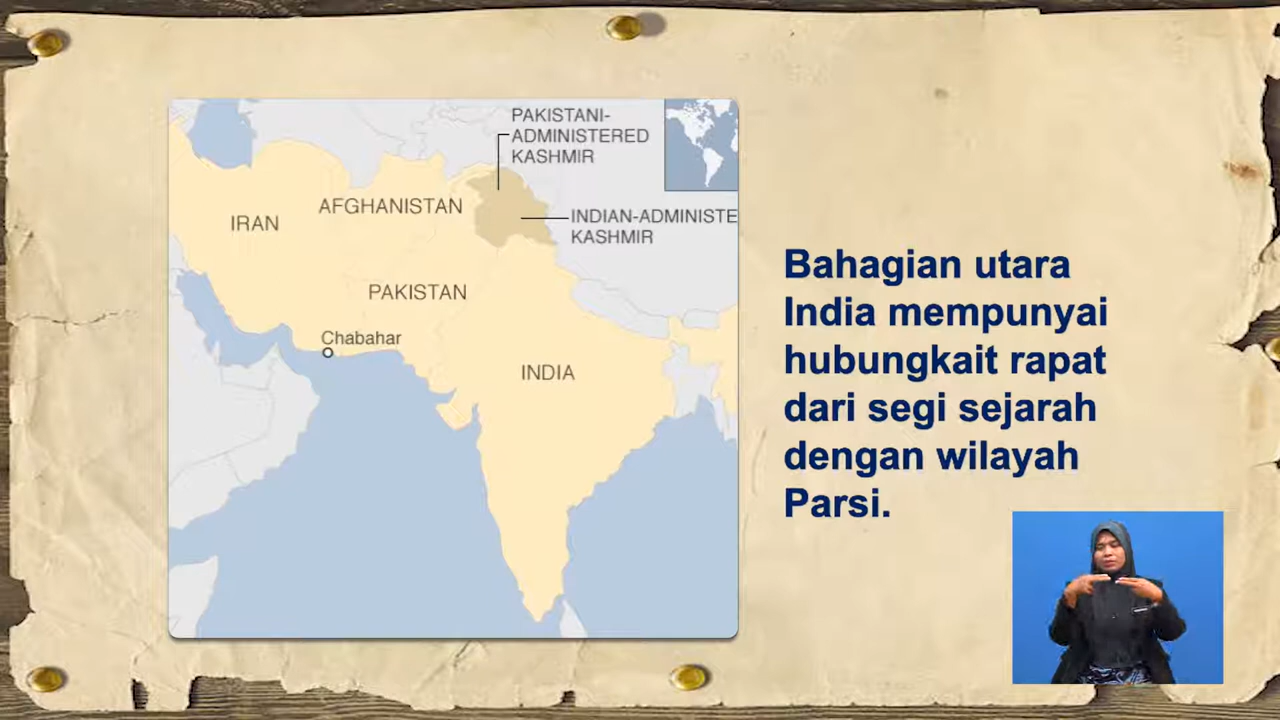 PAKISTANI-
ADMINISTERED
KASHMIR
INDIAN-ADMINISTE
KASHMIR
AFGHANISTAN
IRAN
PAKISTAN
Chabahar
INDIA
Bahagian utara
India mempunyai
hubungkait rapat
dari segi sejarah
dengan wilayah
Parsi.